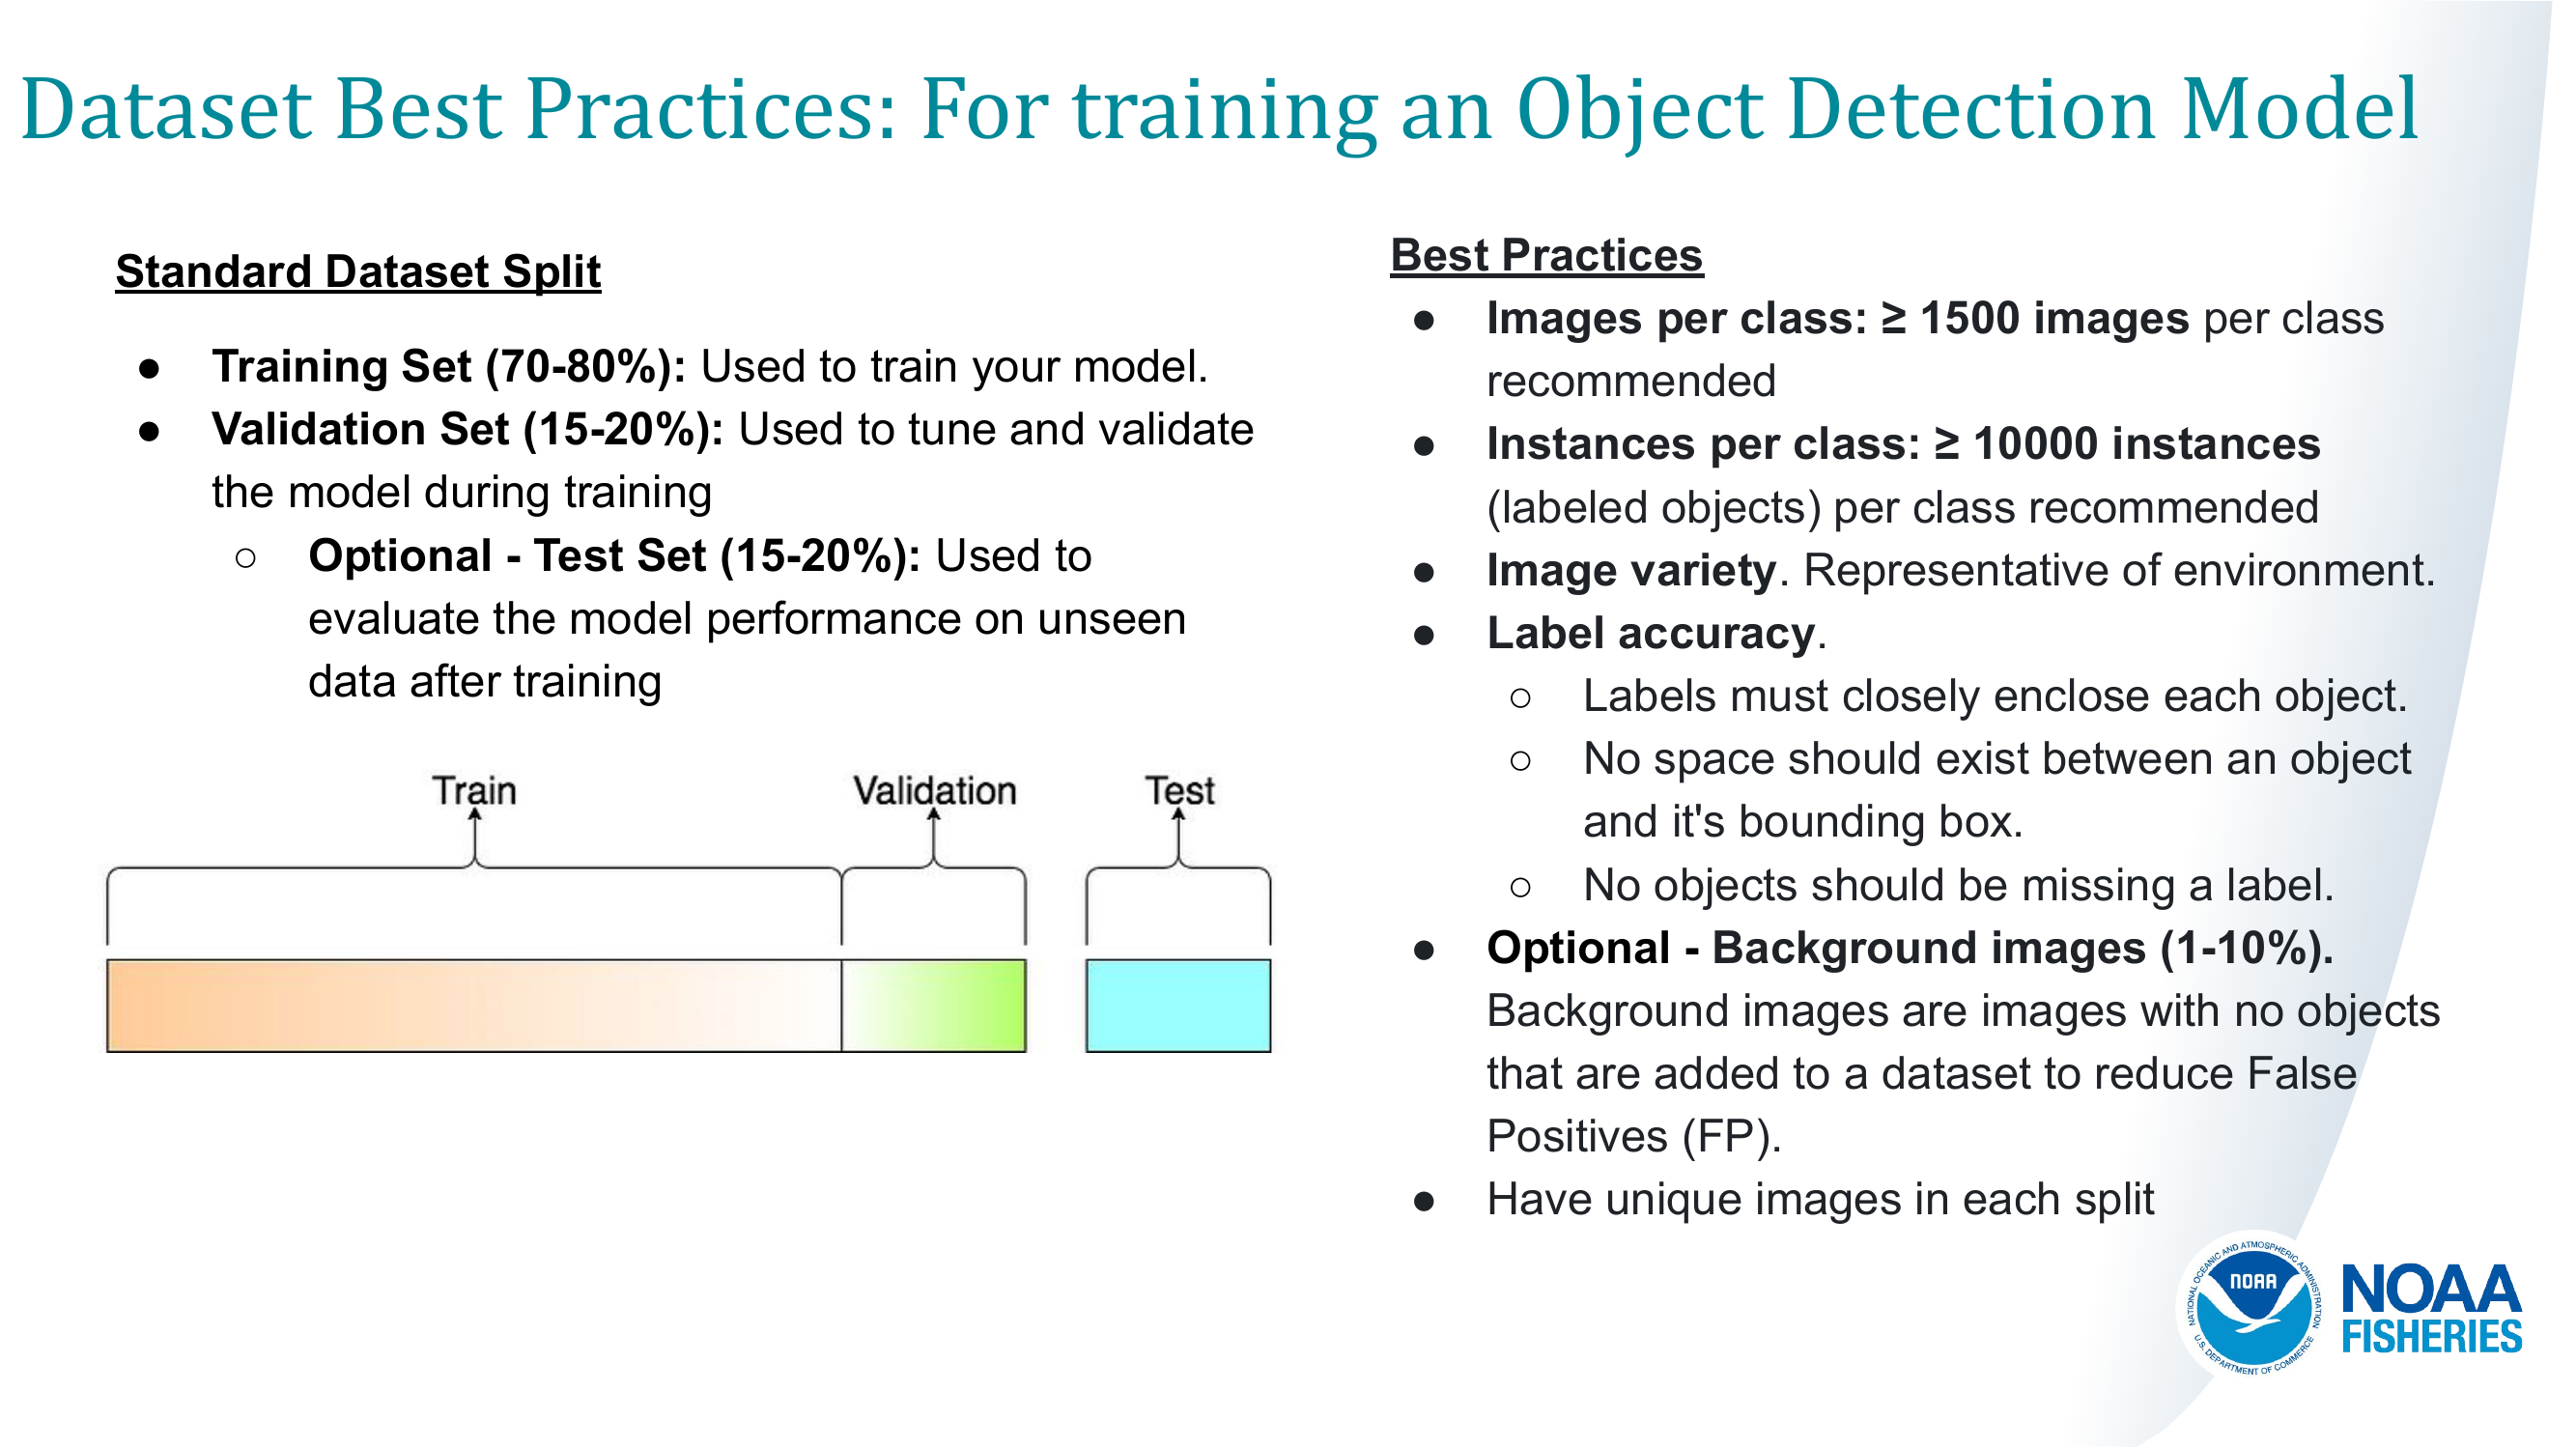 Dataset Best Practices: For training an Object Detection Model
Standard Dataset Split
● Training Set (70-80%): Used to train your model.
● Validation Set (15-20%): Used to tune and validate
the model during training
○ Optional - Test Set (15-20%): Used to
evaluate the model performance on unseen
data after training
Train Validation Test
Best Practices
● Images per class: ≥ 1500 images per class
recommended
● Instances per class: ≥ 10000 instances
(labeled objects) per class recommended
● Image variety. Representative of environment.
● Label accuracy.
○ Labels must closely enclose each object.
○ No space should exist between an object
and it's bounding box.
○ No objects should be missing a label.
● Optional - Background images (1-10%).
Background images are images with no objects
that are added to a dataset to reduce False
Positives (FP).
● Have unique images in each split
NATIONAL OCEANIC AND ATMOSPHERIC ADMINISTRATION
NOAA
U.S. DEPARTMENT OF COMMERCE
NOAA
FISHERIES